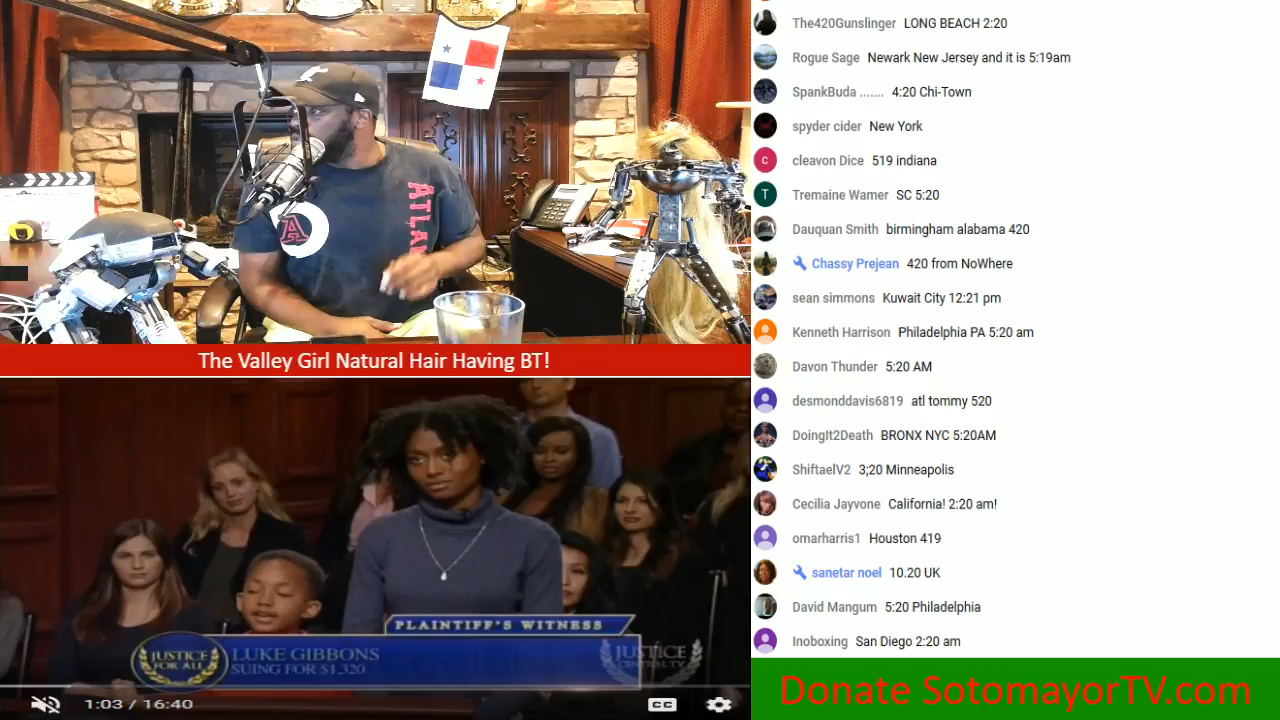 ATLAN
The Valley Girl Natural Hair Having BT!
PLAINTIFF'S WITNESS
JUSTICE FOR ALL
LUKE GIBBONS
SUING FOR $1,320
JUSTICE
CENTRAL.TV
1:03 / 16:40
CC
The420Gunslinger LONG BEACH 2:20
Rogue Sage Newark New Jersey and it is 5:19am
SpankBuda ....... 4:20 Chi-Town
spyder cider New York
c cleavon Dice 519 indiana
T Tremaine Warner SC 5:20
Dauquan Smith birmingham alabama 420
Chassy Prejean 420 from NoWhere
sean simmons Kuwait City 12:21 pm
Kenneth Harrison Philadelphia PA 5:20 am
Davon Thunder 5:20 AM
desmonddavis6819 atl tommy 520
DoingIt2Death BRONX NYC 5:20AM
ShiftaelV2 3;20 Minneapolis
Cecilia Jayvone California! 2:20 am!
omarharris1 Houston 419
sanetar noel 10.20 UK
David Mangum 5:20 Philadelphia
Inoboxing San Diego 2:20 am
Donate SotomayorTV.com